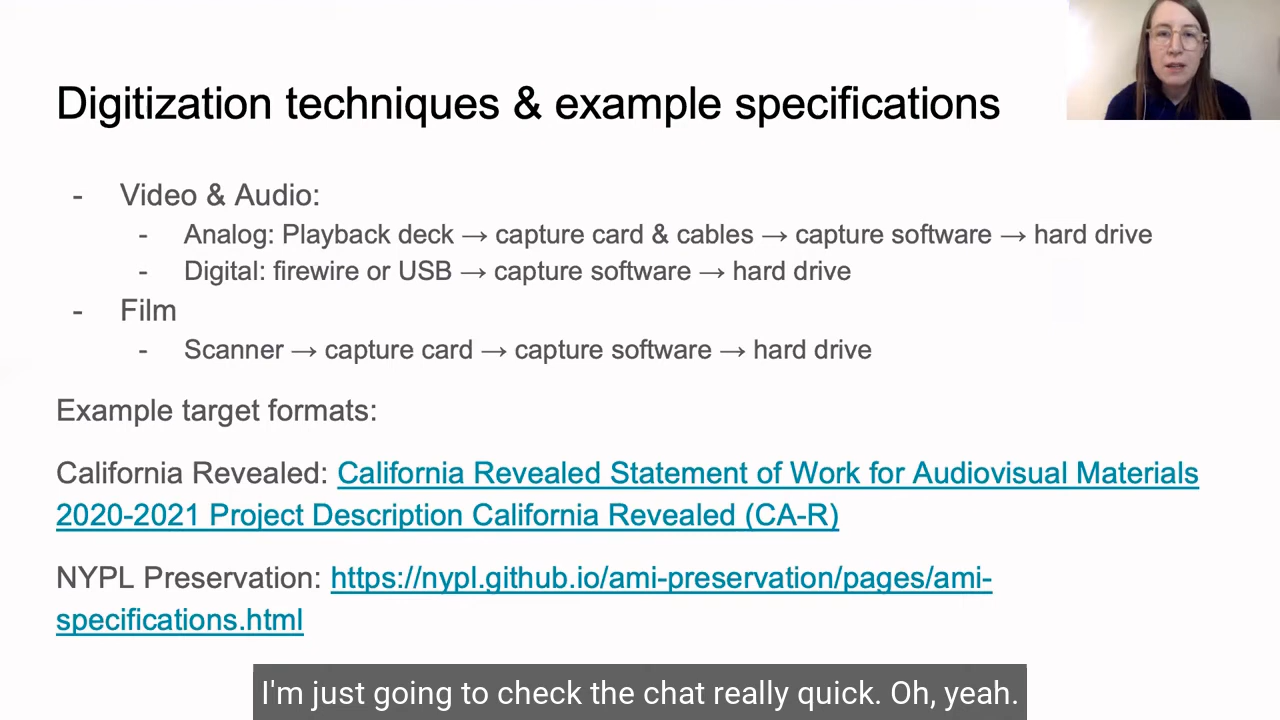 Digitization techniques & example specifications
- Video & Audio:
- Analog: Playback deck → capture card & cables → capture software → hard drive
- Digital: firewire or USB → capture software → hard drive
- Film
- Scanner → capture card → capture software → hard drive
Example target formats:
California Revealed: California Revealed Statement of Work for Audiovisual Materials
2020-2021 Project Description California Revealed (CA-R)
NYPL Preservation: https://nypl.github.io/ami-preservation/pages/ami-
specifications.html
I'm just going to check the chat really quick. Oh, yeah.